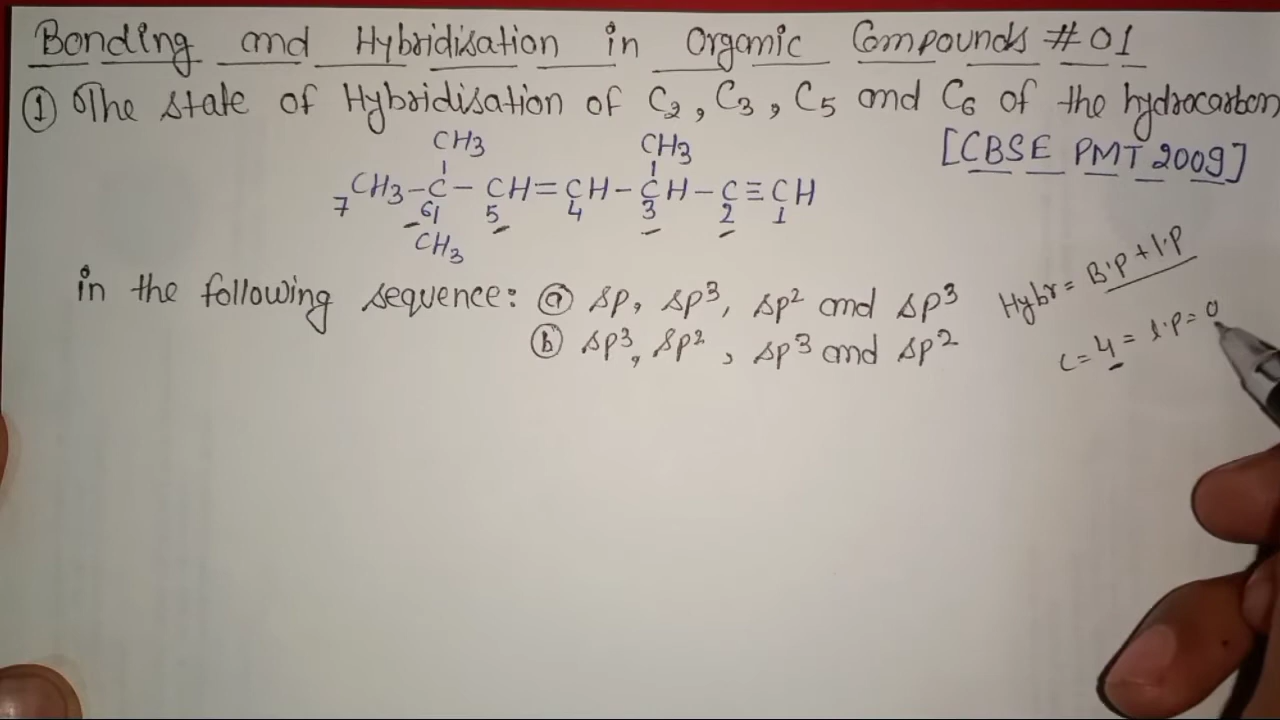 Bonding and Hybridisation in Organic Compounds #01
① The state of Hybridisation of C2, C3, C5 and C6 of the hydrocarbon
[CBSE PMT 2009]
CH3 CH3
CH3-C-CH=CH-CH-C≡CH
7 6 5 4 3 2 1
CH3
in the following sequence: ⓐ sp, sp³, sp² and sp³
ⓑ sp³, sp², sp³ and sp²
Hybr = B.P + l.P
C = 4 = l.P = 0